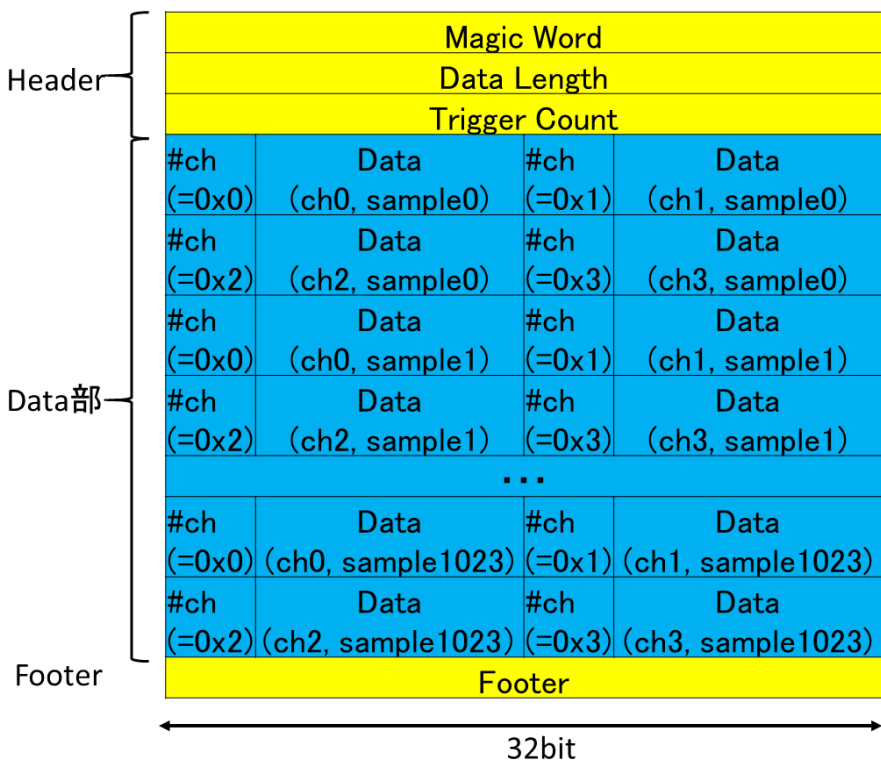 Header
Magic Word
Data Length
Trigger Count
Data部
#ch Data #ch Data
(=0x0) (ch0, sample0) (=0x1) (ch1, sample0)
#ch Data #ch Data
(=0x2) (ch2, sample0) (=0x3) (ch3, sample0)
#ch Data #ch Data
(=0x0) (ch0, sample1) (=0x1) (ch1, sample1)
#ch Data #ch Data
(=0x2) (ch2, sample1) (=0x3) (ch3, sample1)
...
#ch Data #ch Data
(=0x0) (ch0, sample1023) (=0x1) (ch1, sample1023)
#ch Data #ch Data
(=0x2) (ch2, sample1023) (=0x3) (ch3, sample1023)
Footer
Footer
32bit